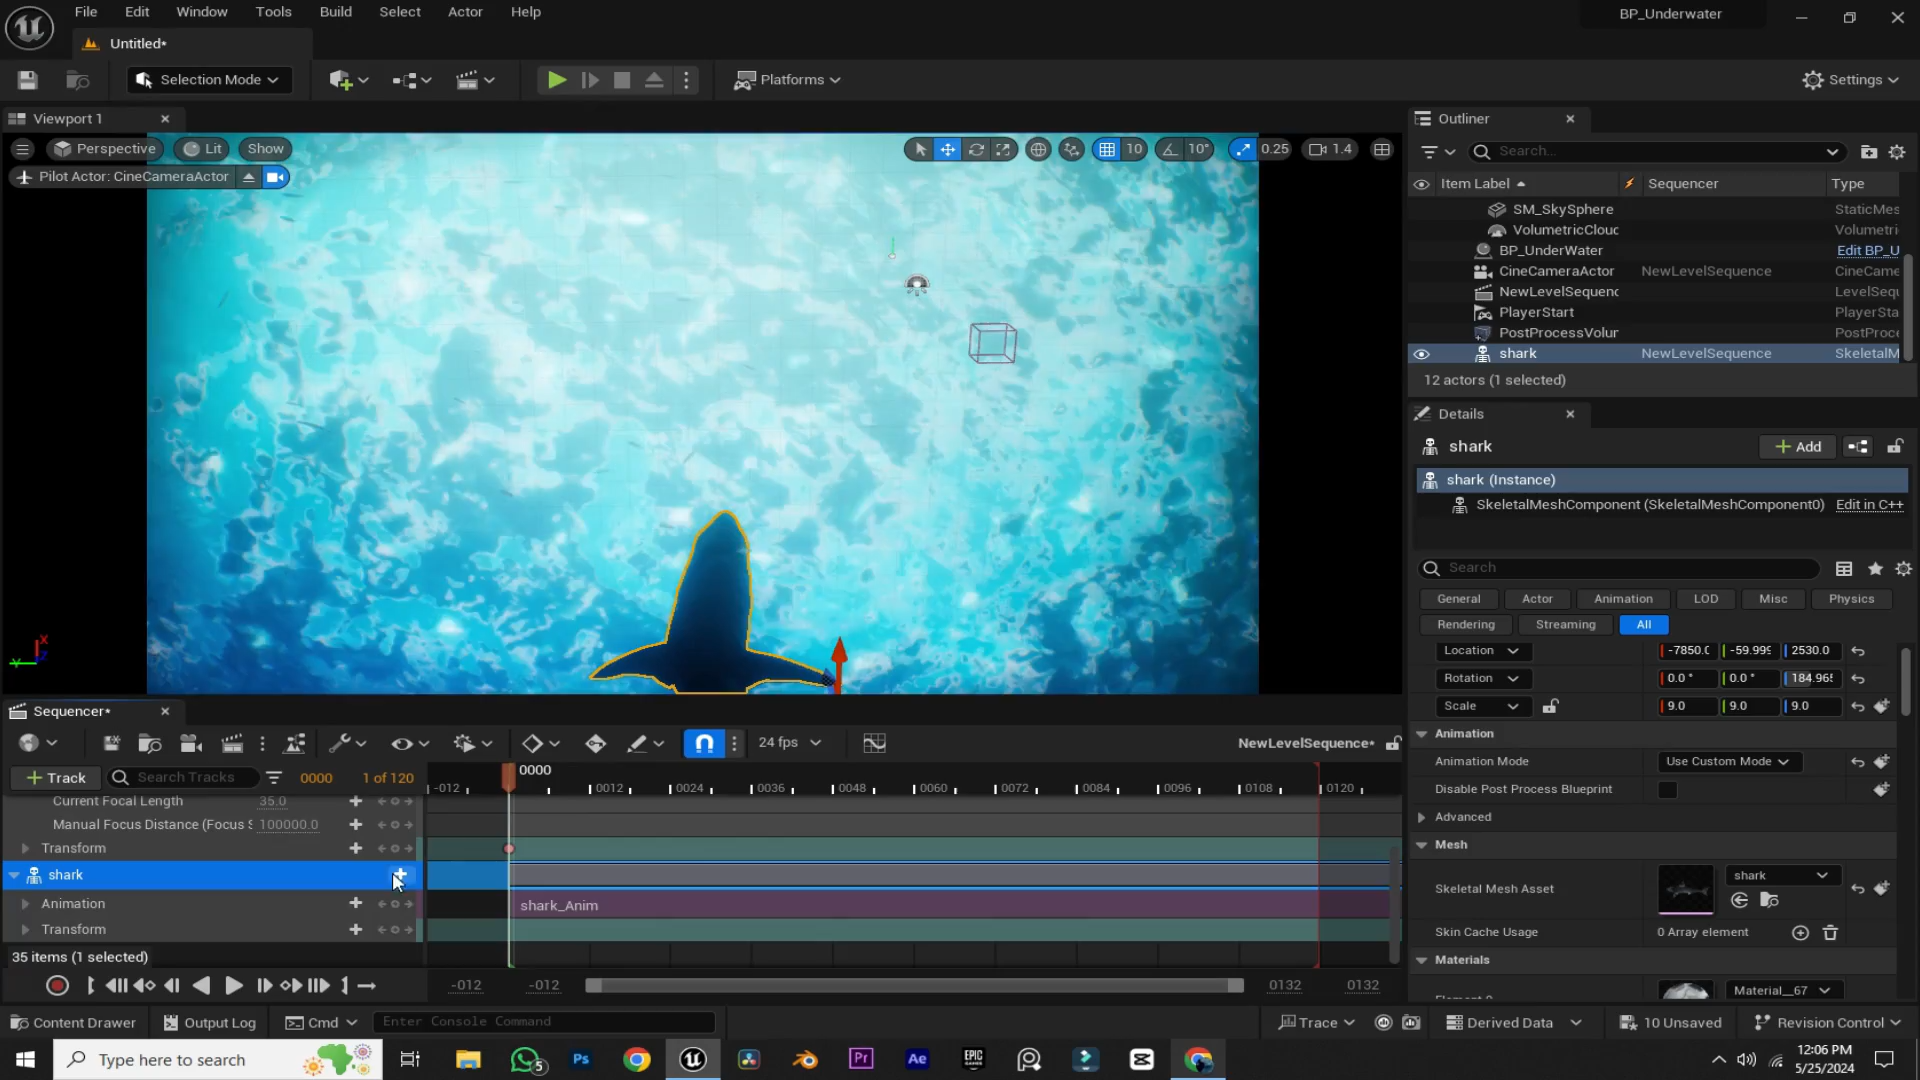 File Edit Window Tools Build Select Actor Help
BP_Underwater
Untitled*
Selection Mode
Platforms
Settings
Viewport 1
Perspective Lit Show
10 10° 0.25 1.4
Pilot Actor: CineCameraActor
Outliner
Search...
Item Label Sequencer Type
SM_SkySphere StaticMes
VolumetricClouc Volumetri
BP_UnderWater Edit BP_U
CineCameraActor NewLevelSequence CineCame
NewLevelSequenc LevelSequ
PlayerStart PlayerSta
PostProcessVolur PostProce
shark NewLevelSequence SkeletalM
12 actors (1 selected)
Details
shark
Add
shark (Instance)
SkeletalMeshComponent (SkeletalMeshComponent0) Edit in C++
Search
General Actor Animation LOD Misc Physics
Rendering Streaming All
Location -7850.0 -59.999 2530.0
Rotation 0.0 ° 0.0 ° 184.965
Scale 9.0 9.0 9.0
Animation
Animation Mode Use Custom Mode
Disable Post Process Blueprint
Advanced
Mesh
Skeletal Mesh Asset shark
Skin Cache Usage 0 Array element
Materials
Material__67
Sequencer*
24 fps
NewLevelSequence*
Track
Search Tracks
0000 1 of 120
0000
-012 0012 0024 0036 0048 0060 0072 0084 0096 0108 0120
Current Focal Length 35.0
Manual Focus Distance (Focus S 100000.0
Transform
shark
Animation
shark_Anim
Transform
35 items (1 selected)
-012 -012 0132 0132
Content Drawer Output Log Cmd Enter Console Command
Trace Derived Data 10 Unsaved Revision Control
Type here to search
5
Ps Pr Ae EPIC
12:06 PM
5/25/2024